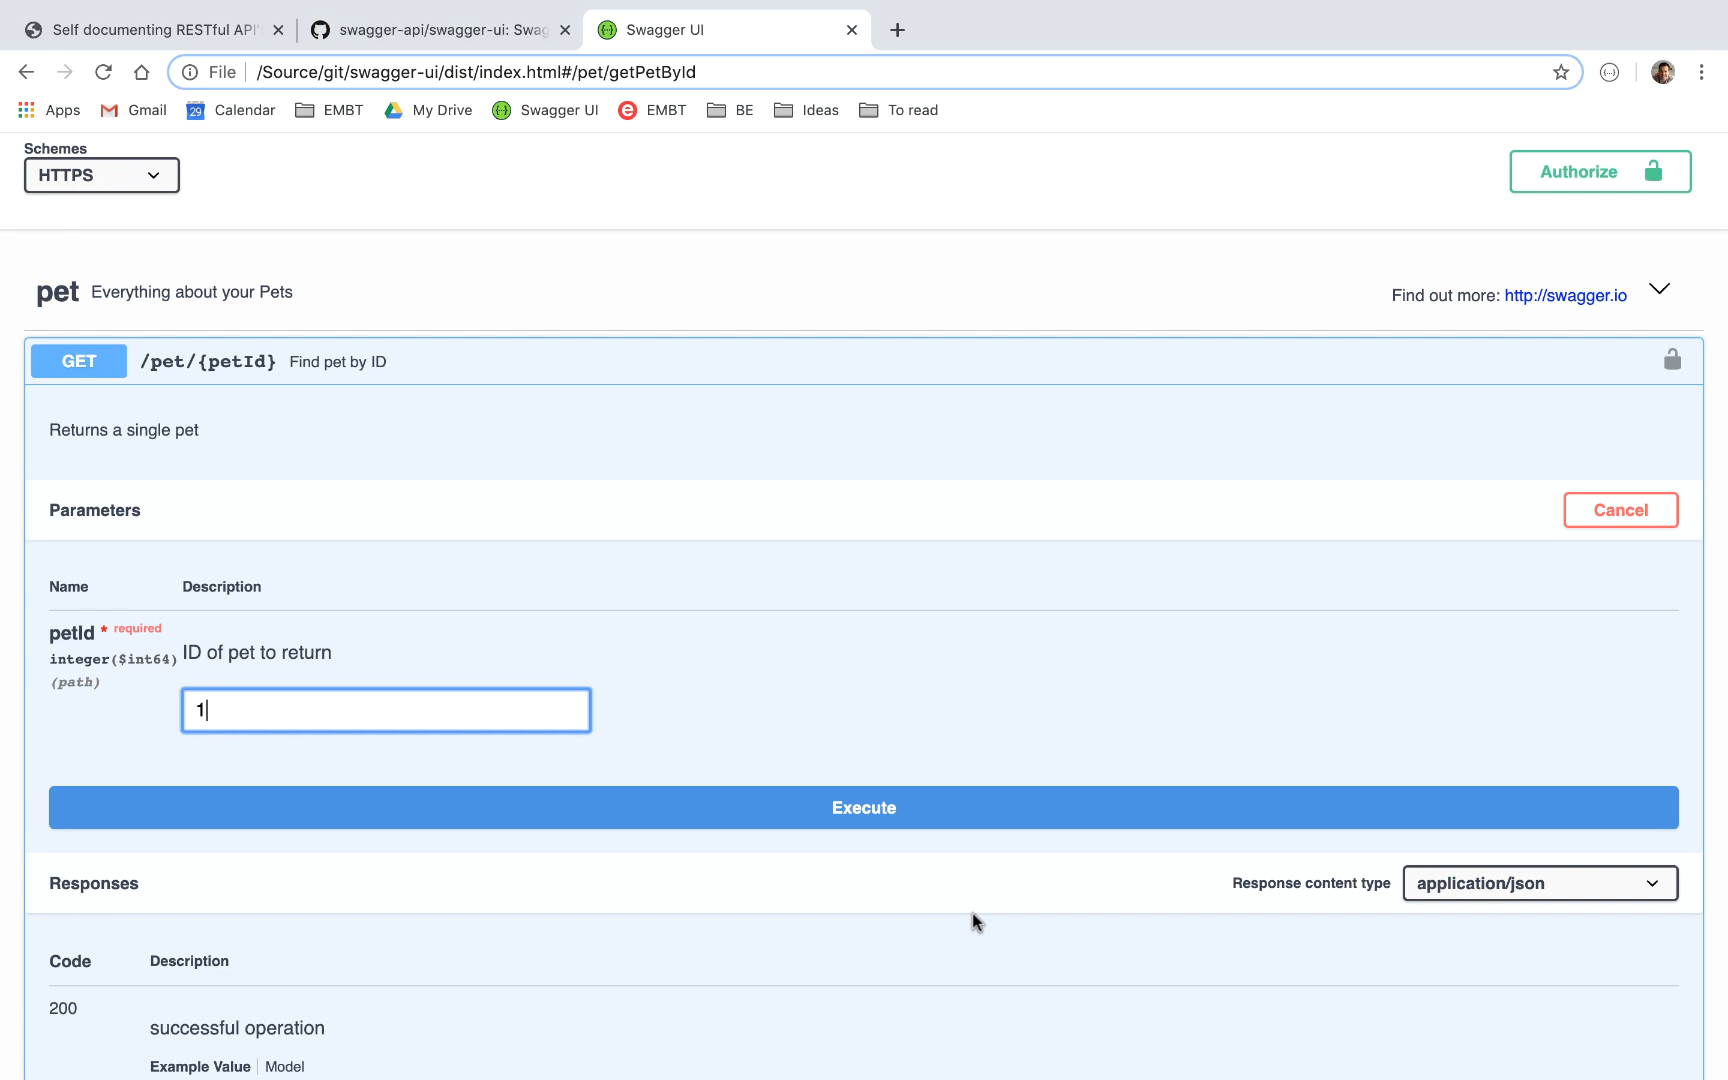 Self documenting RESTful API'
swagger-api/swagger-ui: Swag
Swagger UI
File
/Source/git/swagger-ui/dist/index.html#/pet/getPetById
Apps Gmail 29 Calendar EMBT My Drive Swagger UI EMBT BE Ideas To read
Schemes
HTTPS
Authorize
pet Everything about your Pets
Find out more: http://swagger.io
GET /pet/{petId} Find pet by ID
Returns a single pet
Parameters
Cancel
Name Description
petId * required
integer($int64)
(path)
ID of pet to return
1
Execute
Responses
Response content type application/json
Code Description
200
successful operation
Example Value Model